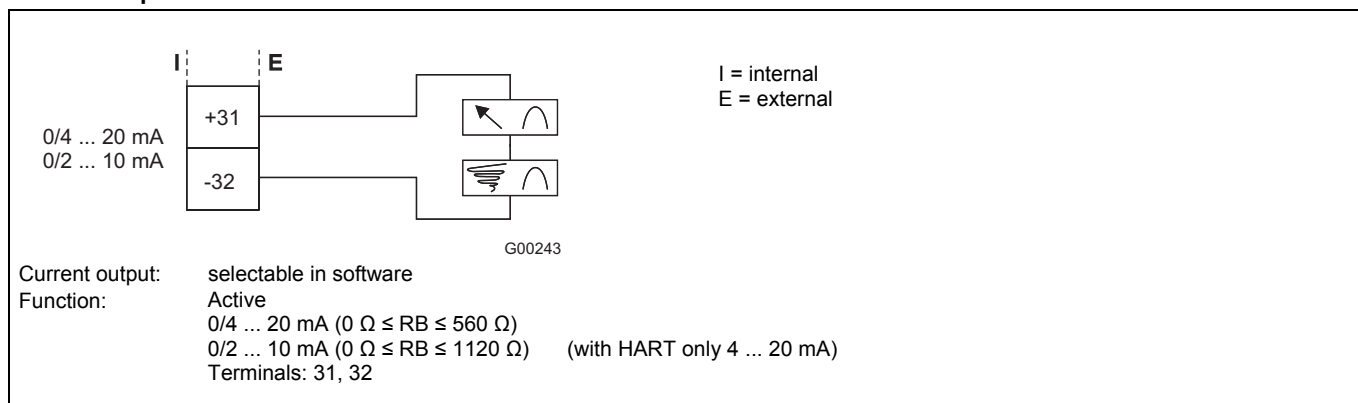 I
E
I = internal
E = external
+31
0/4 ... 20 mA
0/2 ... 10 mA
-32
G00243
Current output: selectable in software
Function: Active
0/4 ... 20 mA (0 Ω ≤ RB ≤ 560 Ω)
0/2 ... 10 mA (0 Ω ≤ RB ≤ 1120 Ω) (with HART only 4 ... 20 mA)
Terminals: 31, 32